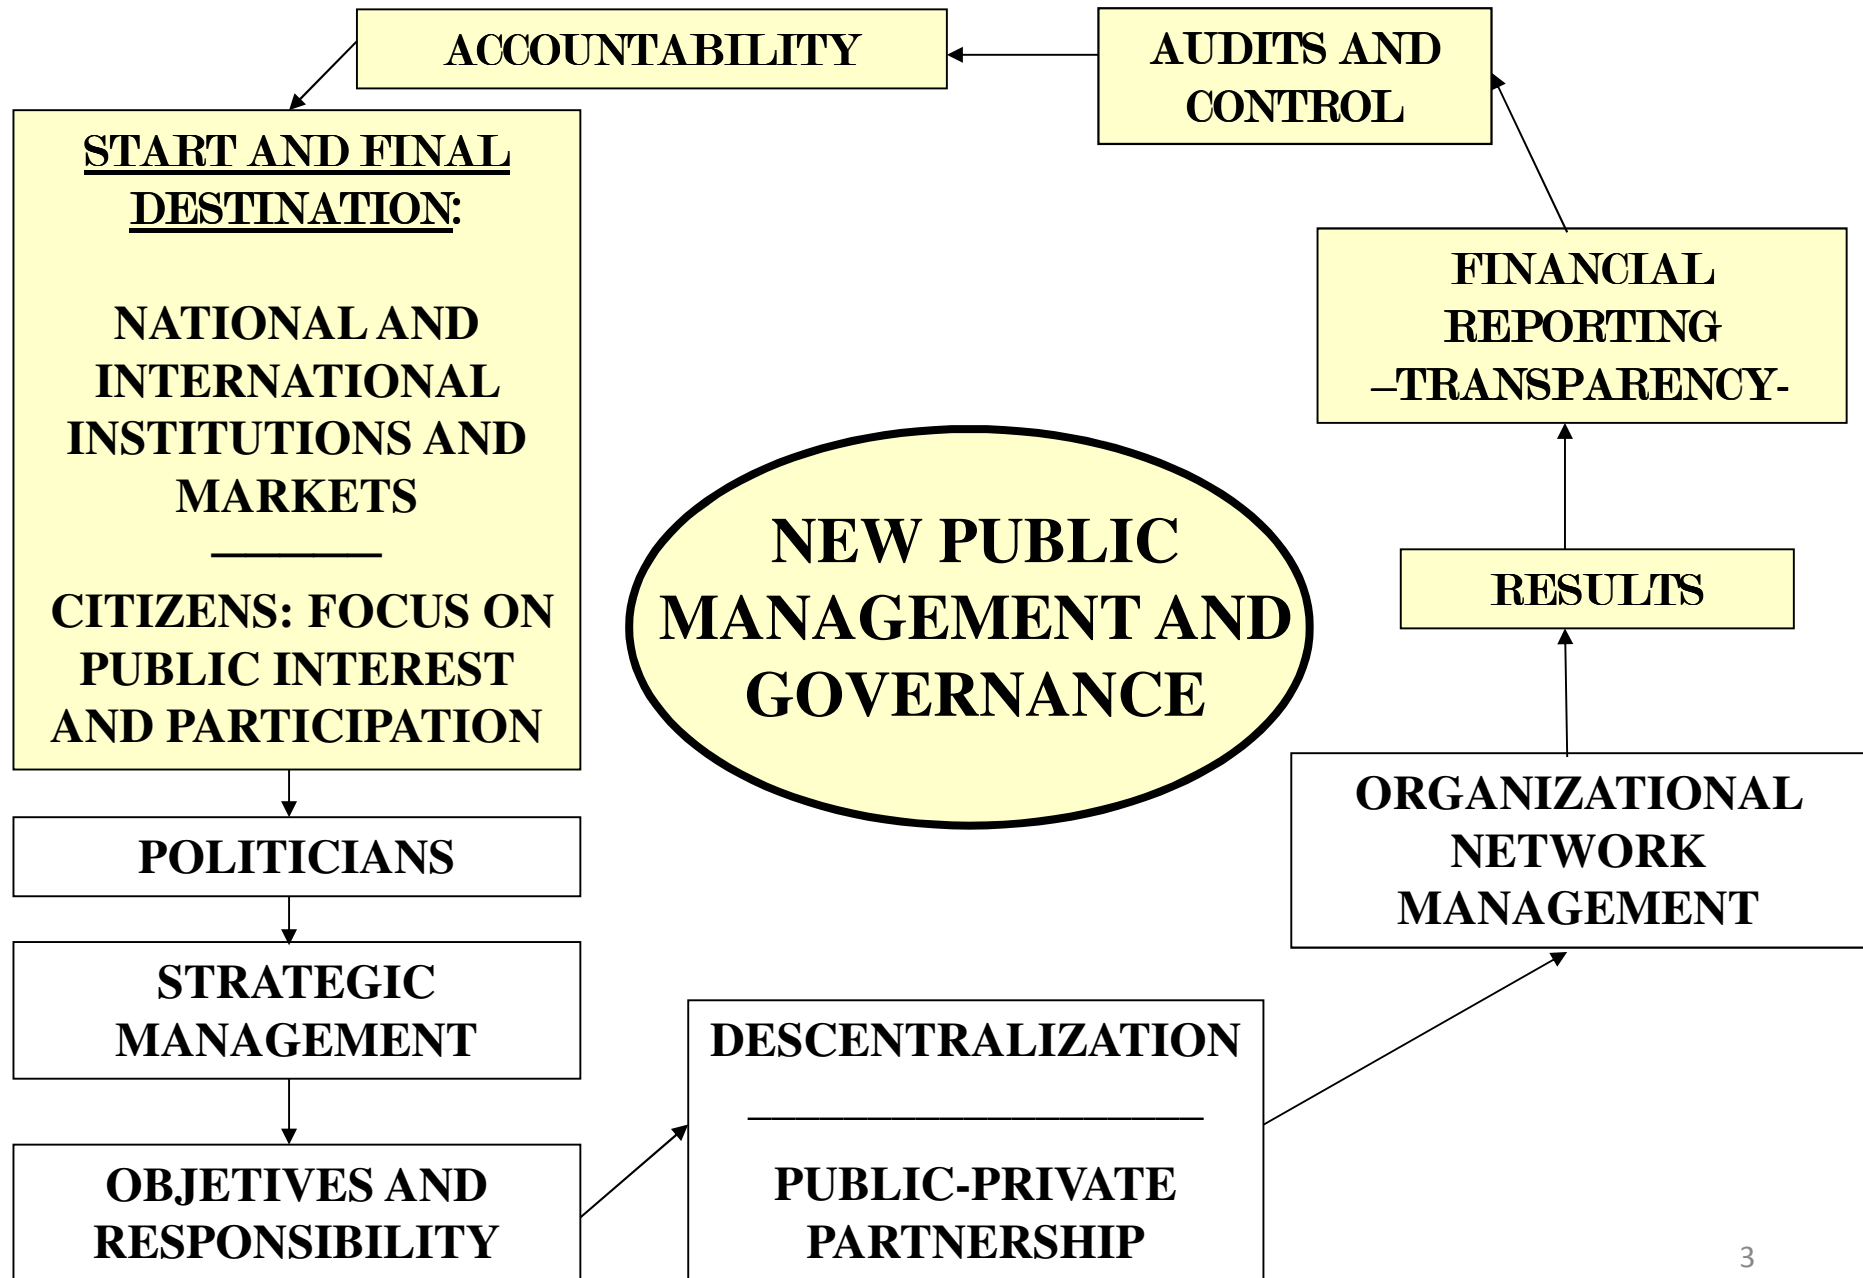 ACCOUNTABILITY
AUDITS AND
CONTROL
START AND FINAL
DESTINATION:
NATIONAL AND
INTERNATIONAL
INSTITUTIONS AND
MARKETS
CITIZENS: FOCUS ON
PUBLIC INTEREST
AND PARTICIPATION
FINANCIAL
REPORTING
–TRANSPARENCY-
NEW PUBLIC
MANAGEMENT AND
GOVERNANCE
RESULTS
ORGANIZATIONAL
NETWORK
MANAGEMENT
POLITICIANS
STRATEGIC
MANAGEMENT
OBJETIVES AND
RESPONSIBILITY
DESCENTRALIZATION
PUBLIC-PRIVATE
PARTNERSHIP
3